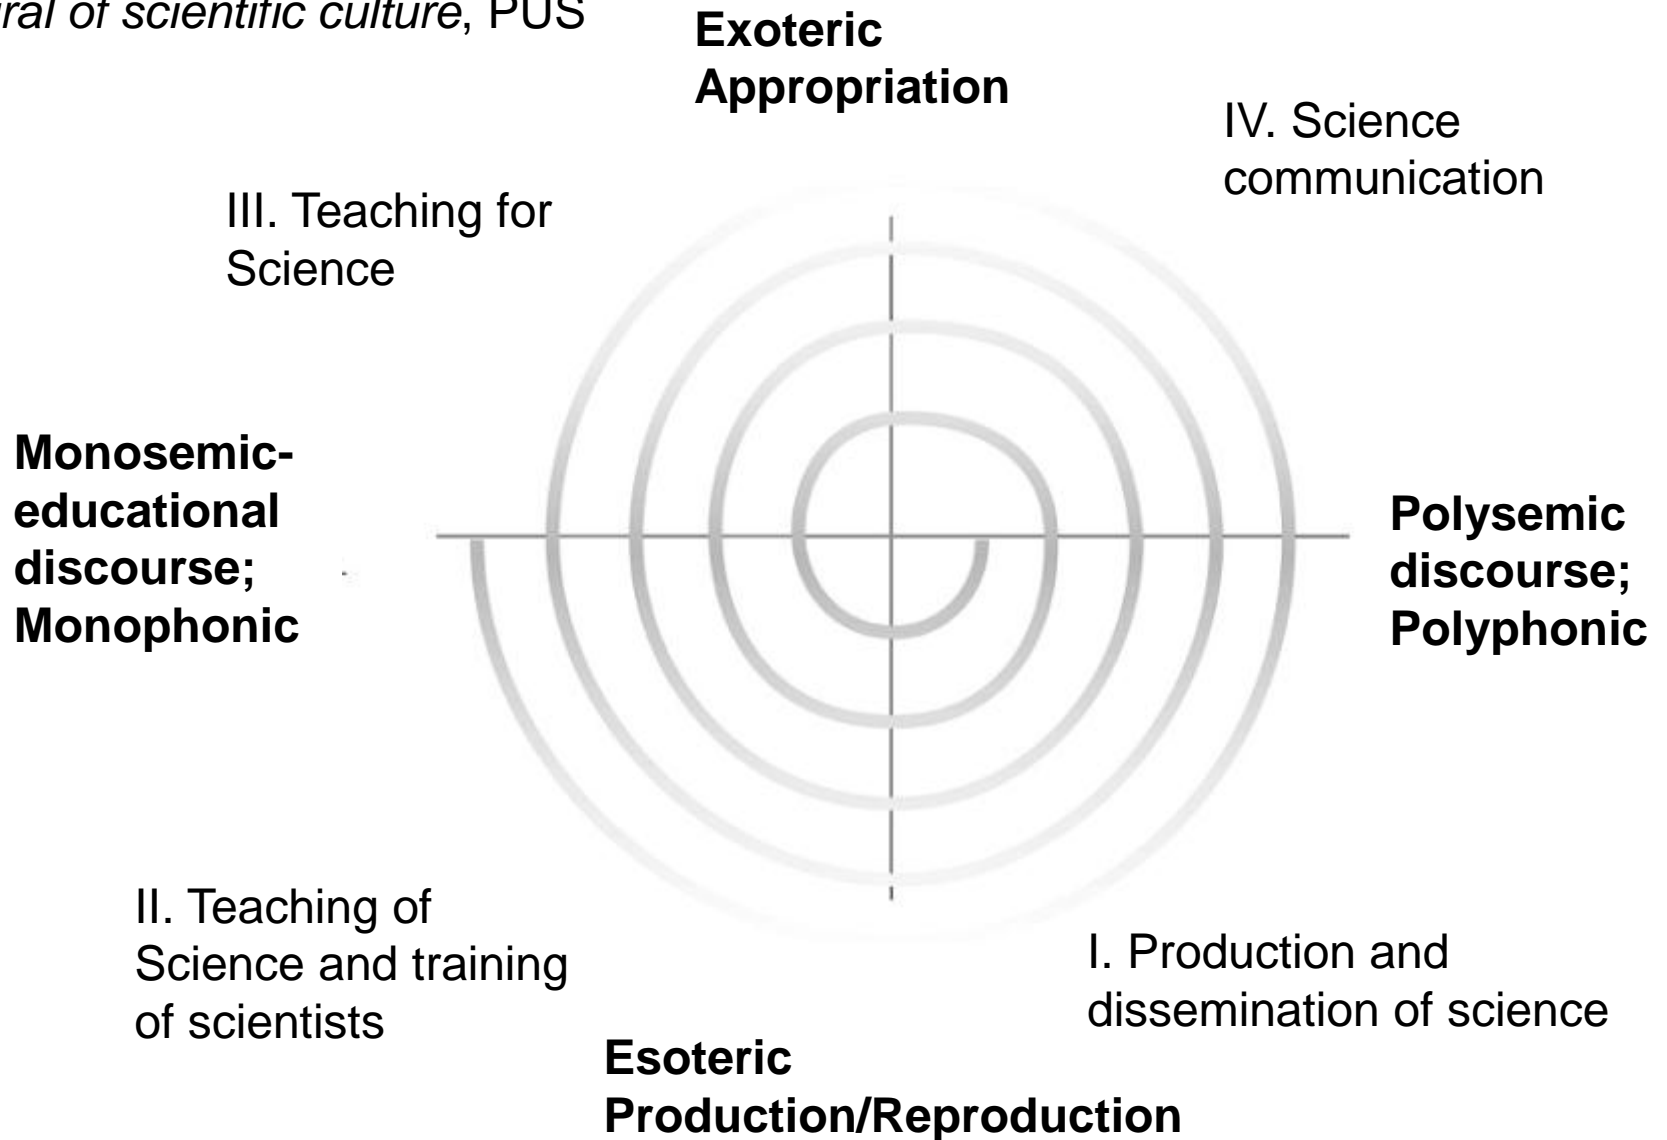 of scientific culture, PUS
Exoteric
Appropriation
IV. Science
communication
III. Teaching for
Science
Monosemic-
educational
discourse;
Monophonic
Polysemic
discourse;
Polyphonic
II. Teaching of
Science and training
of scientists
I. Production and
dissemination of science
Esoteric
Production/Reproduction